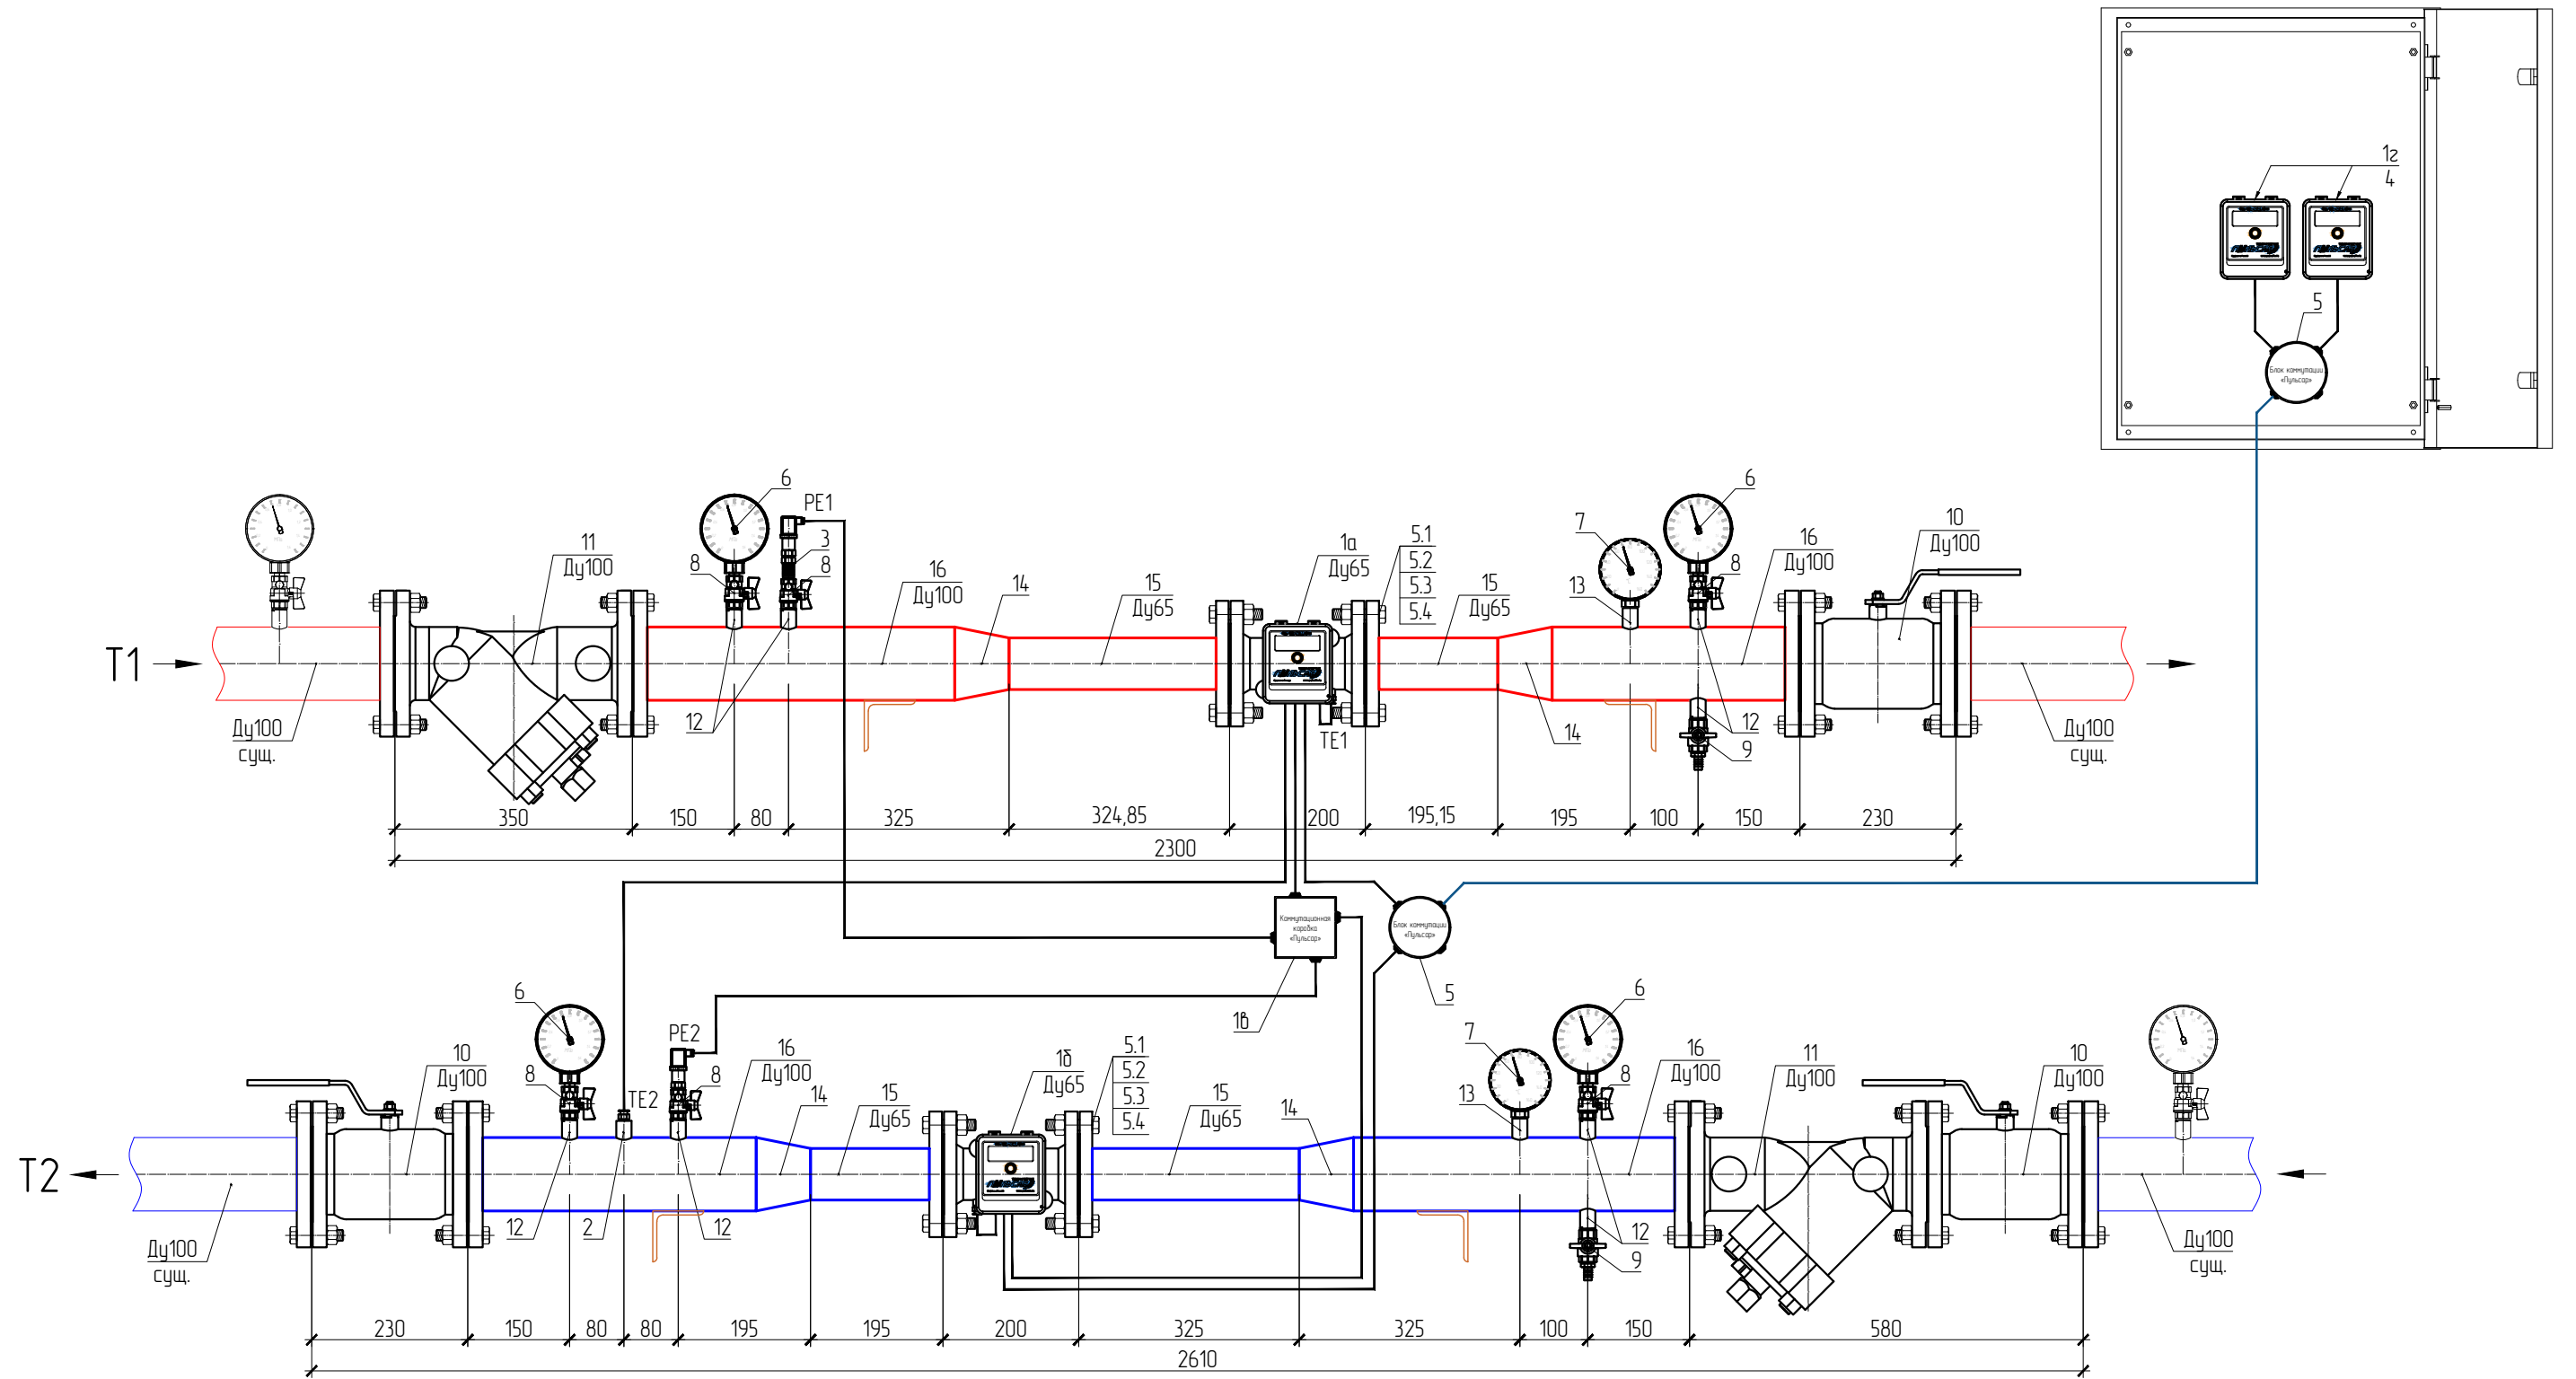 1г
4
5
Блок коммутации
«Пульсар»
6
PE1
3
8
8
11
Ду100
16
Ду100
14
15
Ду65
1а
Ду65
5.1
5.2
5.3
5.4
15
Ду65
7
13
6
8
16
Ду100
10
Ду100
T1
Ду100
сущ.
12
TE1
14
12
9
Ду100
сущ.
350
150
80
325
324,85
200
195,15
195
100
150
230
2300
Коммутационная
коробка
«Пульсар»
Блок коммутации
«Пульсар»
1в
5
6
PE2
8
TE2
8
10
Ду100
16
Ду100
14
15
Ду65
1б
Ду65
5.1
5.2
5.3
5.4
15
Ду65
14
7
13
6
8
16
Ду100
11
Ду100
10
Ду100
T2
Ду100
сущ.
12
2
12
12
9
Ду100
сущ.
230
150
80
80
195
195
200
325
325
100
150
580
2610